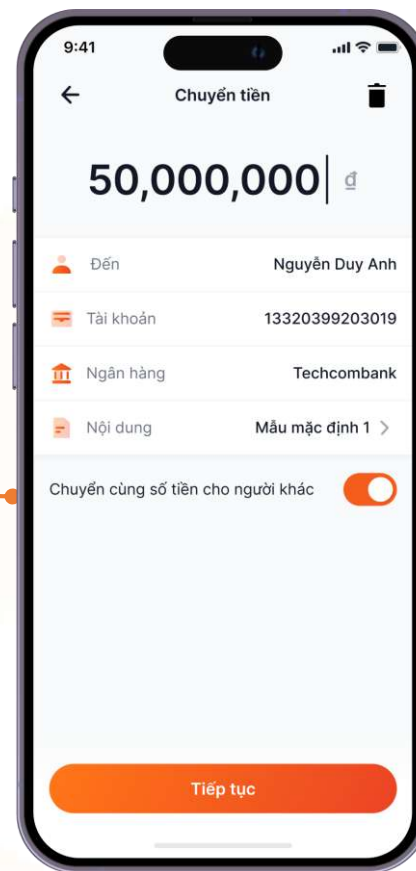 9:41
Chuyển tiền
50,000,000 ₫
Đến Nguyễn Duy Anh
Tài khoản 13320399203019
Ngân hàng Techcombank
Nội dung Mẫu mặc định 1
Chuyển cùng số tiền cho người khác
Tiếp tục